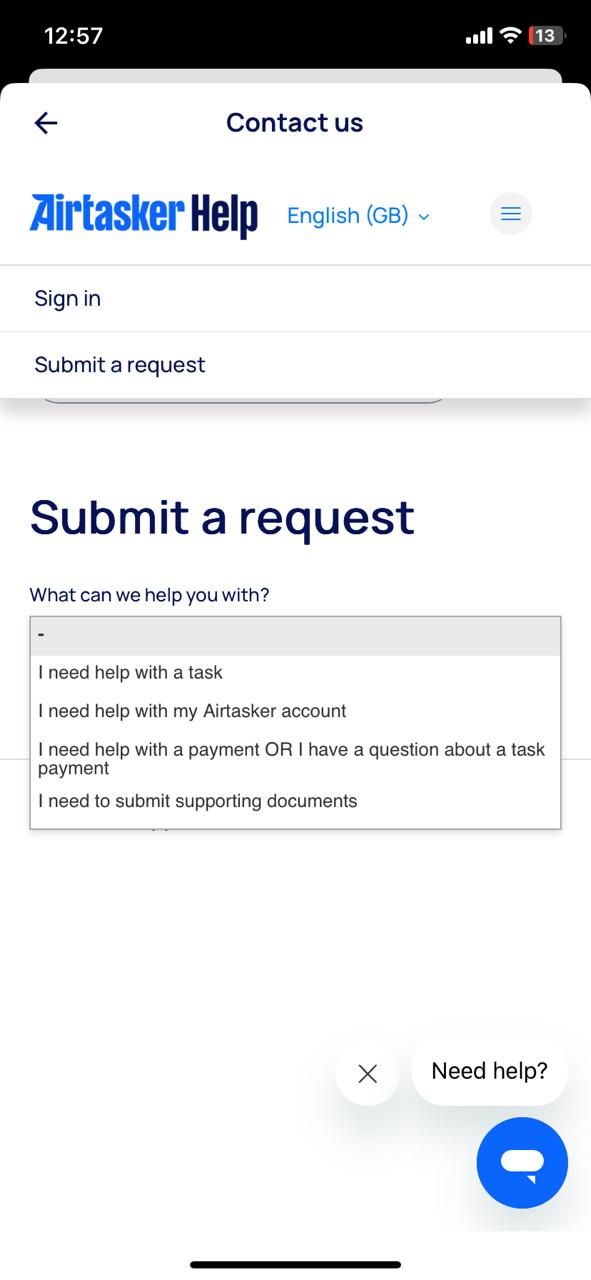 12:57
13
Contact us
Airtasker Help
English (GB)
Sign in
Submit a request
Submit a request
What can we help you with?
-
I need help with a task
I need help with my Airtasker account
I need help with a payment OR I have a question about a task
payment
I need to submit supporting documents
Need help?